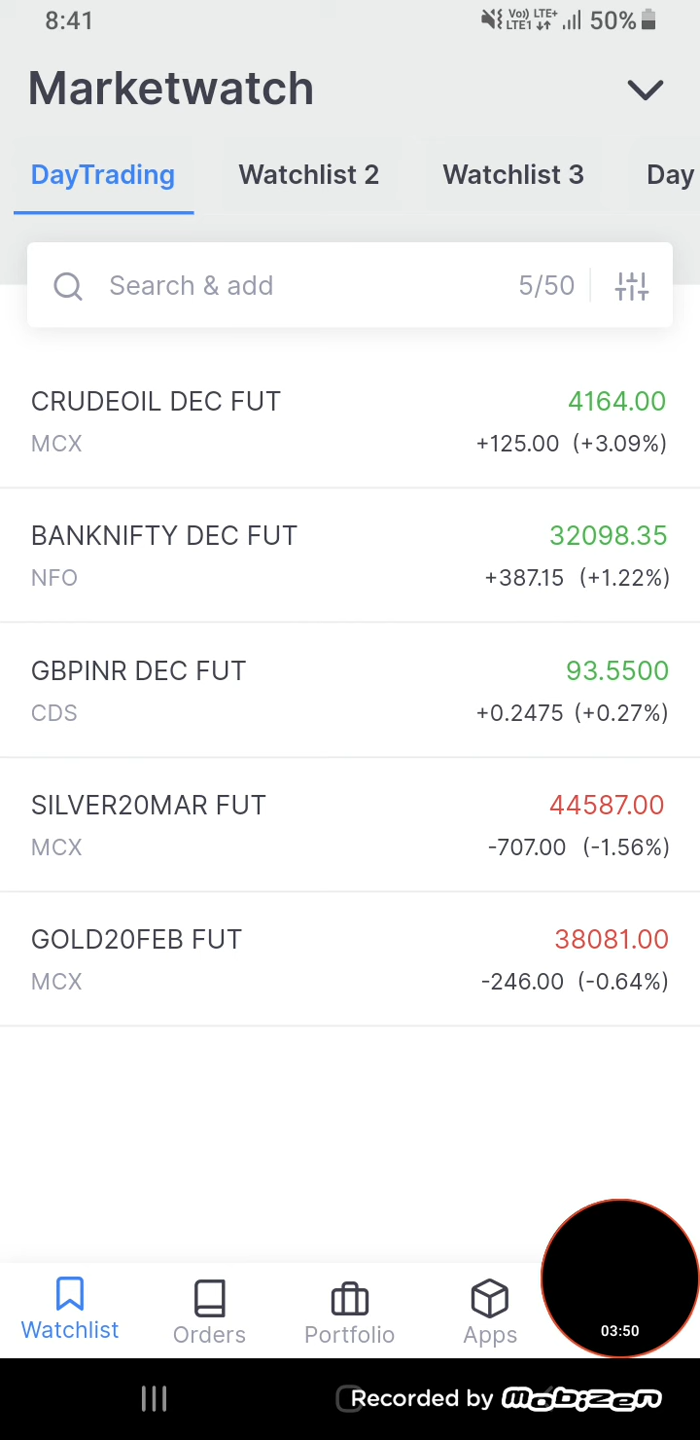 8:41
Vo)) LTE+
LTE1
50%
Marketwatch
DayTrading Watchlist 2 Watchlist 3 Day
Search & add 5/50
CRUDEOIL DEC FUT 4164.00
MCX +125.00 (+3.09%)
BANKNIFTY DEC FUT 32098.35
NFO +387.15 (+1.22%)
GBPINR DEC FUT 93.5500
CDS +0.2475 (+0.27%)
SILVER20MAR FUT 44587.00
MCX -707.00 (-1.56%)
GOLD20FEB FUT 38081.00
MCX -246.00 (-0.64%)
Watchlist Orders Portfolio Apps
03:50
Recorded by mobizen